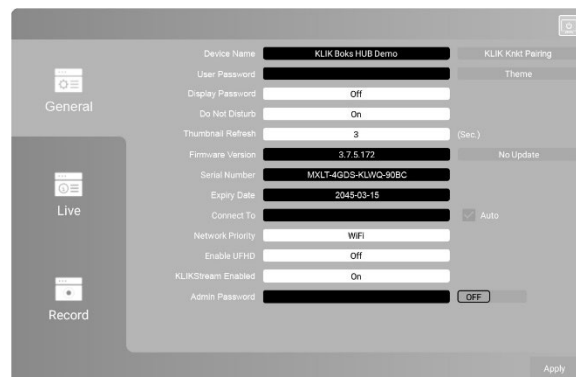 Device Name KLIK Boks HUB Demo KLIK Knkt Pairing
User Password Theme
Display Password Off
General
Do Not Disturb On
Thumbnail Refresh 3 (Sec.)
Firmware Version 3.7.5.172 No Update
Serial Number MXLT-4GDS-KLWQ-90BC
Expiry Date 2045-03-15
Live
Connect To Auto
Network Priority WiFi
Enable UFHD Off
KLIKStream Enabled On
Admin Password OFF
Record
Apply